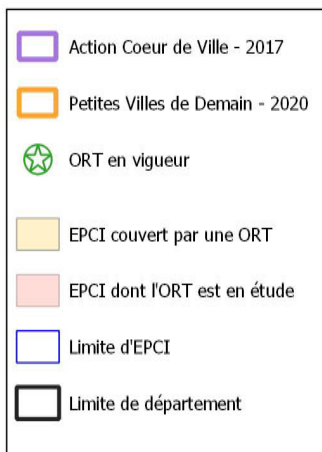 Action Coeur de Ville - 2017
Petites Villes de Demain - 2020
ORT en vigueur
EPCI couvert par une ORT
EPCI dont l'ORT est en étude
Limite d'EPCI
Limite de département